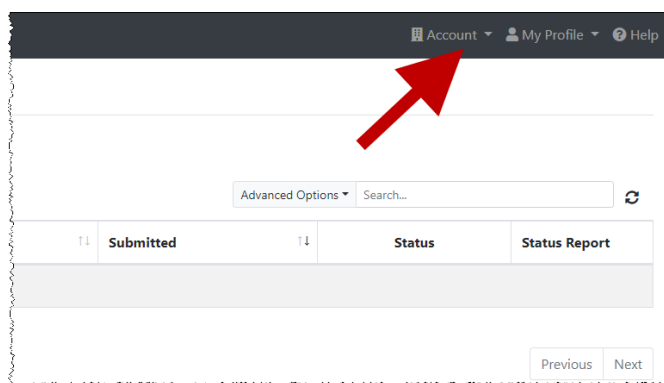 Account My Profile Help
Advanced Options Search...
Submitted Status Status Report
Previous Next